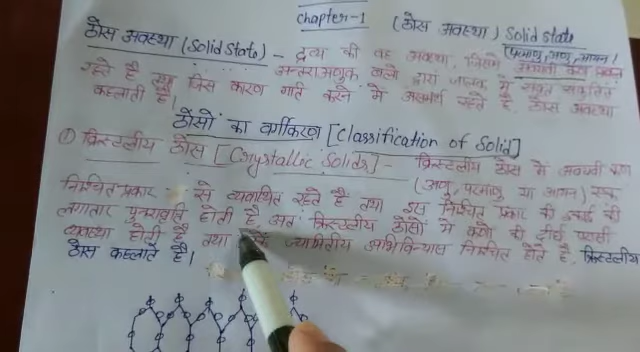 Chapter-1 (ठोस अवस्था) Solid State
ठोस अवस्था (Solid State) - द्रव्य की वह अवस्था, जिसमें अवयवी कण
(परमाणु, अणु, आयन)
रहते हैं तथा जिस कारण गति करने में असमर्थ रहते हैं, ठोस अवस्था
कहलाती है।
ठोसों का वर्गीकरण [Classification of Solid]
① क्रिस्टलीय ठोस [Crystallic Solids] - क्रिस्टलीय ठोस में अवयवी कण
(अणु, परमाणु या आयन) एक
निश्चित प्रकार से व्यवस्थित रहते हैं तथा इस निश्चित प्रकार की इकाई की
लगातार पुनरावृत्ति होती है अतः क्रिस्टलीय ठोसों में कणों की दीर्घ परासी
व्यवस्था होती है तथा ज्यामितीय अभिविन्यास निश्चित होते हैं, क्रिस्टलीय
ठोस कहलाते हैं।